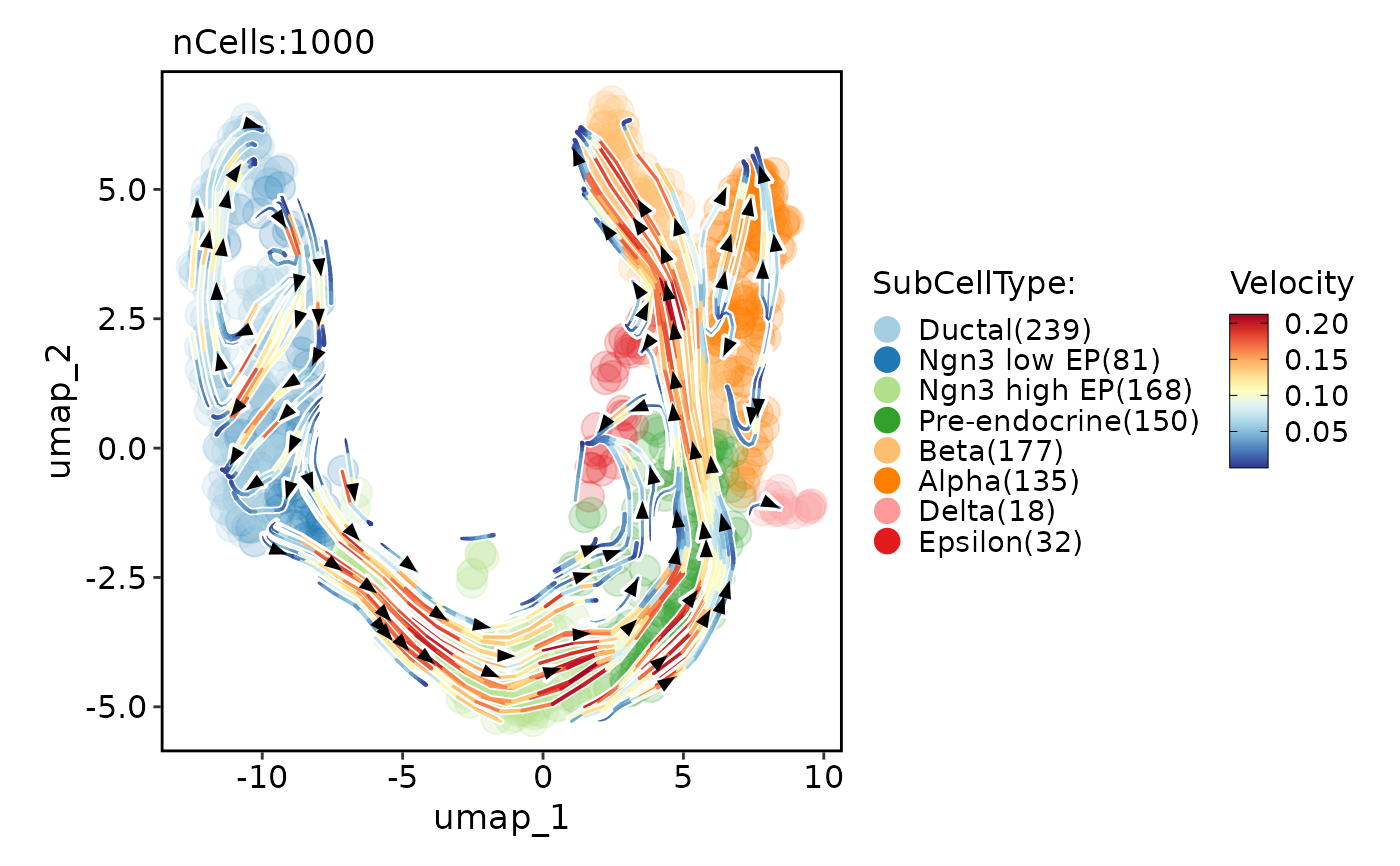 nCells:1000
umap_2
5.0
2.5
0.0
-2.5
-5.0
-10
-5
0
5
10
umap_1
SubCellType:
Ductal(239)
Ngn3 low EP(81)
Ngn3 high EP(168)
Pre-endocrine(150)
Beta(177)
Alpha(135)
Delta(18)
Epsilon(32)
Velocity
0.20
0.15
0.10
0.05